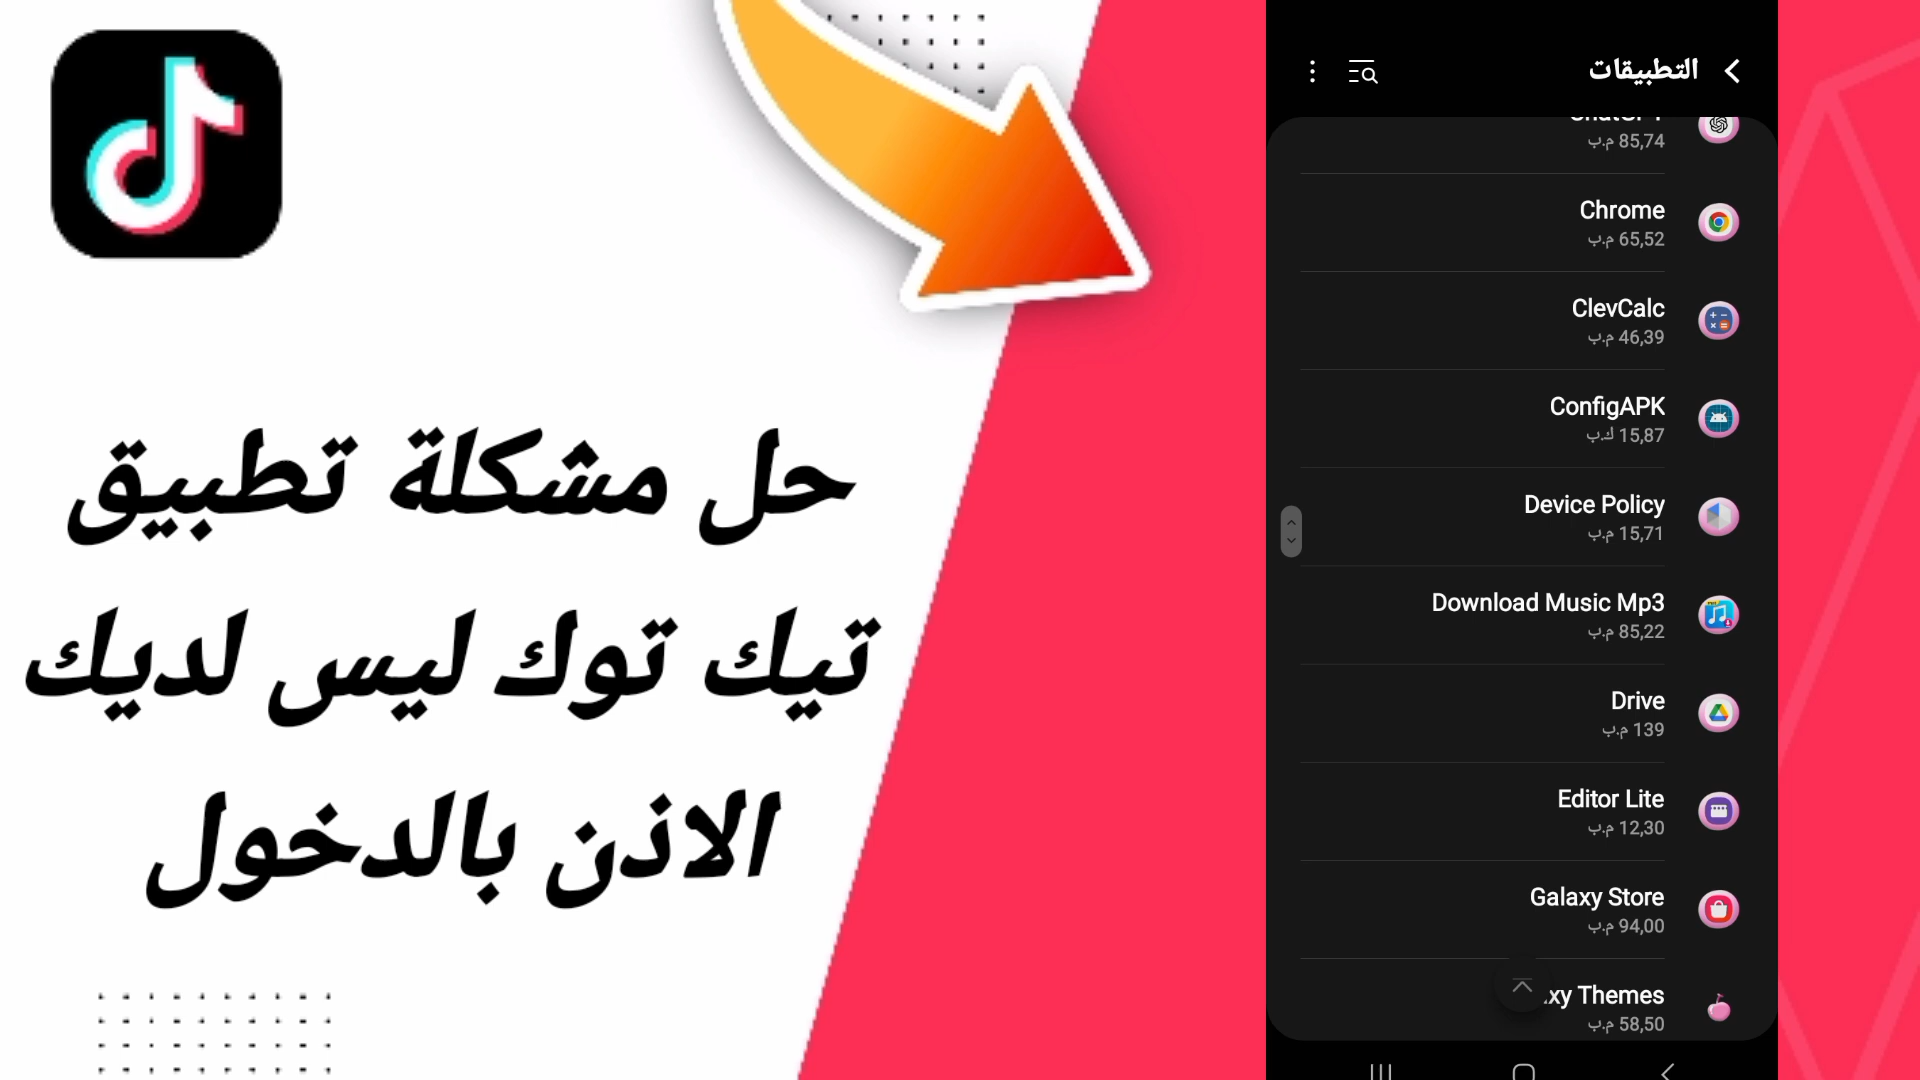 حل مشكلة تطبيق
تيك توك ليس لديك
الاذن بالدخول
التطبيقات
ChatGPT
85,74 م.ب
Chrome
65,52 م.ب
ClevCalc
46,39 م.ب
ConfigAPK
15,87 ك.ب
Device Policy
15,71 م.ب
Download Music Mp3
85,22 م.ب
Drive
139 م.ب
Editor Lite
12,30 م.ب
Galaxy Store
94,00 م.ب
xy Themes
58,50 م.ب